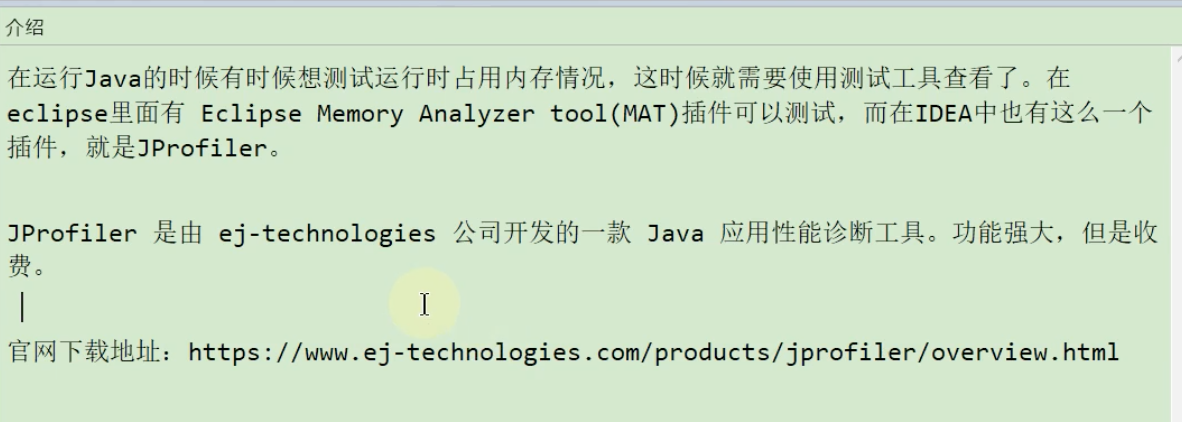 介绍
在运行Java的时候有时候想测试运行时占用内存情况，这时候就需要使用测试工具查看了。在
eclipse里面有 Eclipse Memory Analyzer tool(MAT)插件可以测试，而在IDEA中也有这么一个
插件，就是JProfiler。
JProfiler 是由 ej-technologies 公司开发的一款 Java 应用性能诊断工具。功能强大，但是收
费。
官网下载地址：https://www.ej-technologies.com/products/jprofiler/overview.html